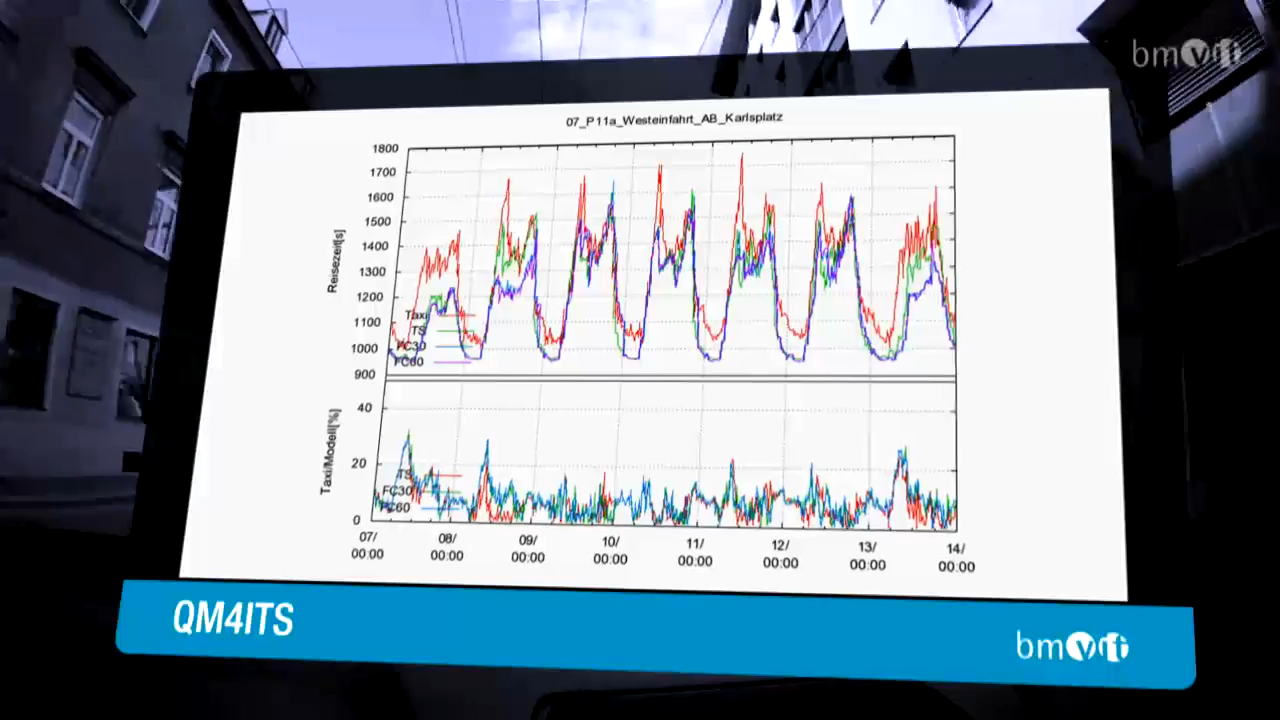 bmvit
07_P11a_Westeinfahrt_AB_Karlsplatz
1800
1700
1600
1500
1400
1300
1200
1100
1000
900
Reisezeit[s]
Taxi
TS
FC30
FC60
40
20
0
Taxi/Modell[%]
TS
FC30
FC60
07/ 08/ 09/ 10/ 11/ 12/ 13/ 14/
00:00 00:00 00:00 00:00 00:00 00:00 00:00 00:00
QM4ITS
bmvit